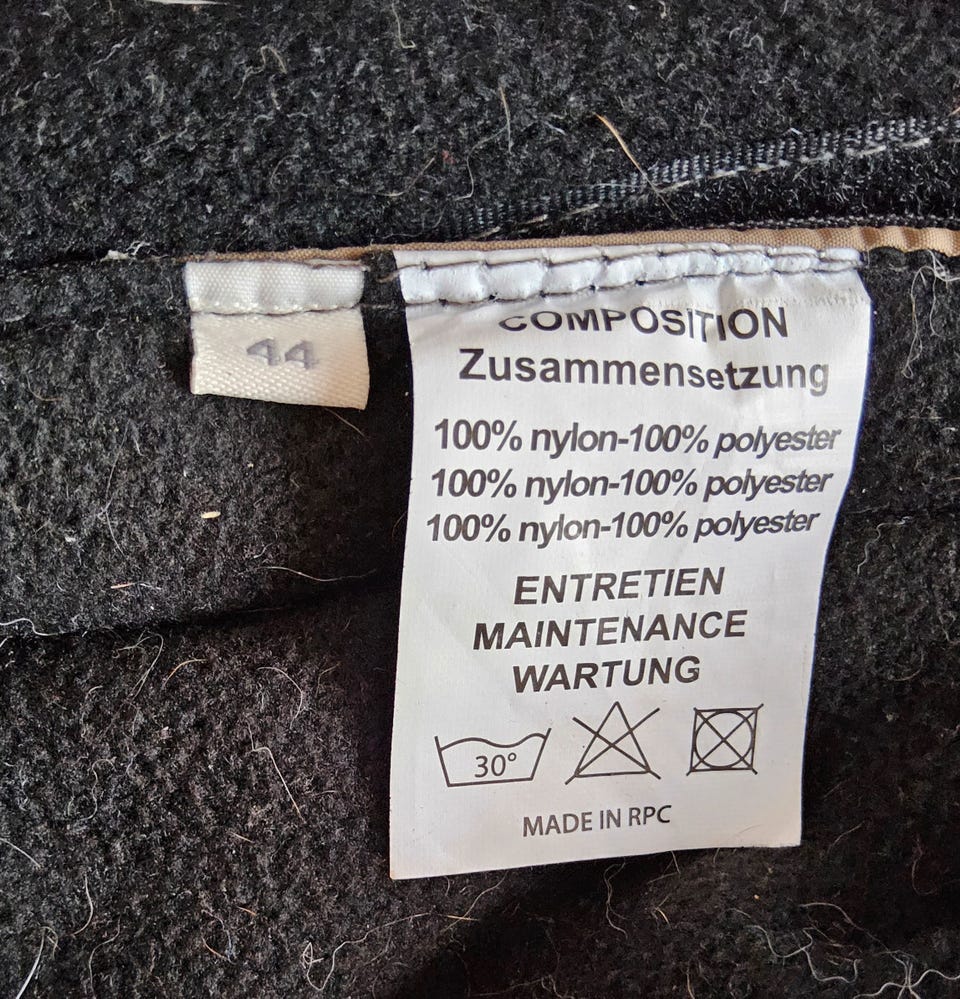 44
COMPOSITION
Zusammensetzung
100% nylon-100% polyester
100% nylon-100% polyester
100% nylon-100% polyester
ENTRETIEN
MAINTENANCE
WARTUNG
30°
MADE IN RPC